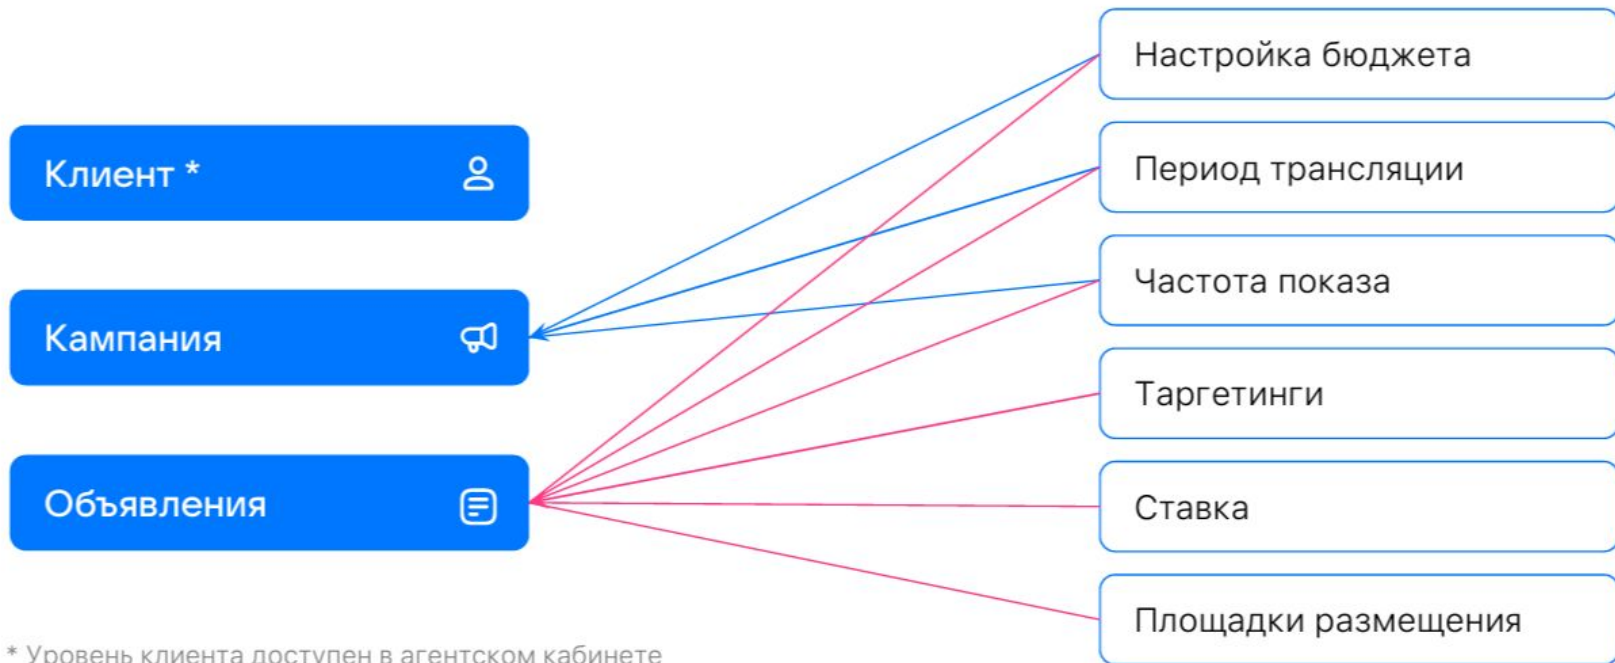 Клиент *
Кампания
Объявления
* Уровень клиента доступен в агентском кабинете
Настройка бюджета
Период трансляции
Частота показа
Таргетинги
Ставка
Площадки размещения